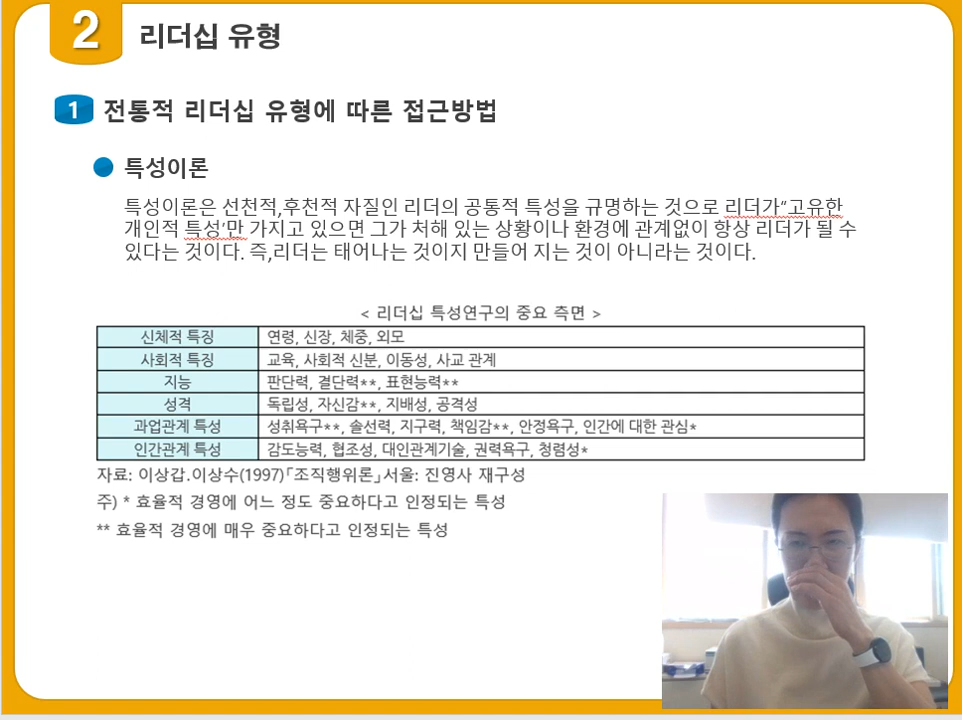 2 리더십 유형
1 전통적 리더십 유형에 따른 접근방법
특성이론
특성이론은 선천적,후천적 자질인 리더의 공통적 특성을 규명하는 것으로 리더가“고유한
개인적 특성’만 가지고 있으면 그가 처해 있는 상황이나 환경에 관계없이 항상 리더가 될 수
있다는 것이다. 즉,리더는 태어나는 것이지 만들어 지는 것이 아니라는 것이다.
< 리더십 특성연구의 중요 측면 >
신체적 특징 연령, 신장, 체중, 외모
사회적 특징 교육, 사회적 신분, 이동성, 사교 관계
지능 판단력, 결단력**, 표현능력**
성격 독립성, 자신감**, 지배성, 공격성
과업관계 특성 성취욕구**, 솔선력, 지구력, 책임감**, 안정욕구, 인간에 대한 관심*
인간관계 특성 감도능력, 협조성, 대인관계기술, 권력욕구, 청렴성*
자료: 이상갑.이상수(1997)「조직행위론」서울: 진영사 재구성
주) * 효율적 경영에 어느 정도 중요하다고 인정되는 특성
** 효율적 경영에 매우 중요하다고 인정되는 특성